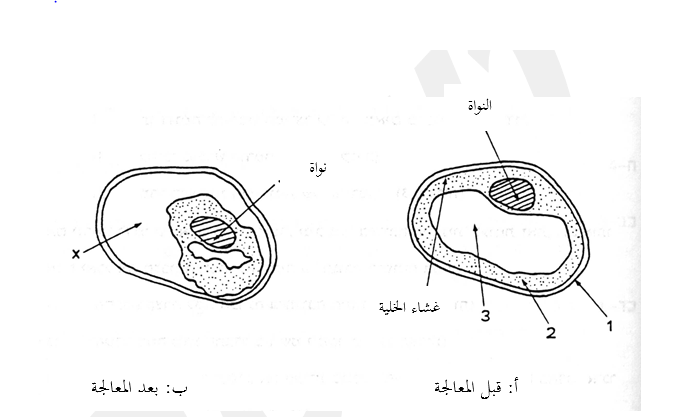 النواة
نواة
x
غشاء الخلية
3
2
1
أ: قبل المعالجة
ب: بعد المعالجة